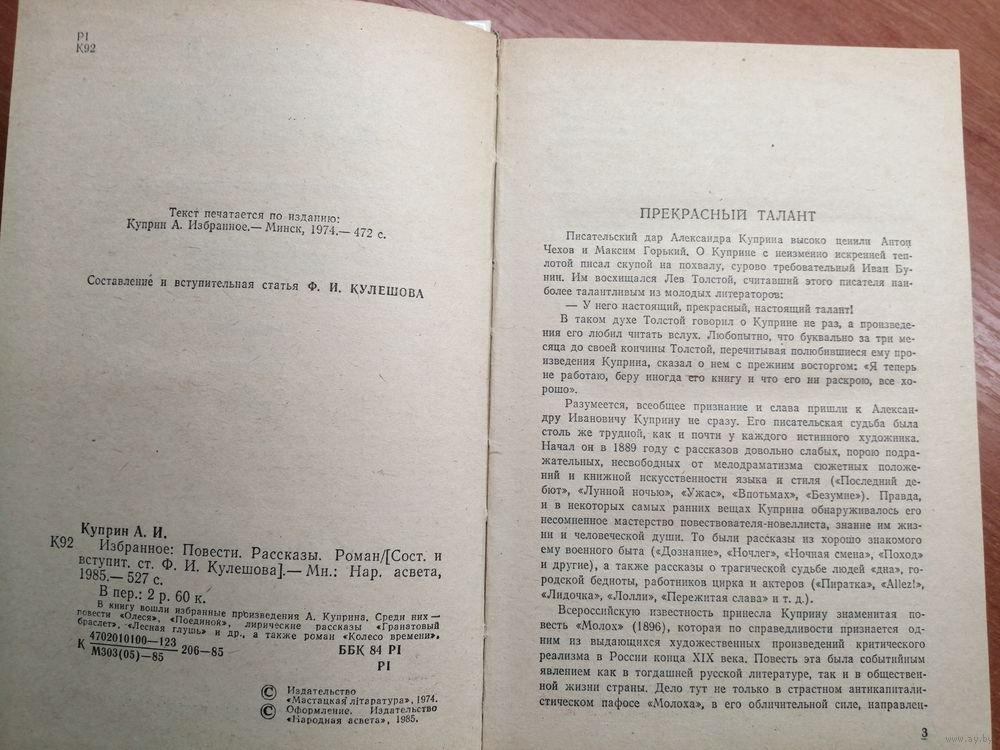 Р1
К92
Текст печатается по изданию:
Куприн А. Избранное.— Минск, 1974.— 472 с.
Составление и вступительная статья Ф. И. КУЛЕШОВА
Куприн А. И.
К92 Избранное: Повести. Рассказы. Роман/[Сост. и
вступит. ст. Ф. И. Кулешова].— Мн.: Нар. асвета,
1985.— 527 с.
В пер.: 2 р. 60 к.
В книгу вошли избранные произведения А. Куприна. Среди них —
повести «Олеся», «Поединой», лирические рассказы «Гранатовый
браслет», «Лесная глушь» и др., а также роман «Колесо времени».
К 4702010100—123
М303(05)—85 206—85
ББК 84 Р1
Р1
© Издательство
«Мастацкая літаратура», 1974.
© Оформление. Издательство
«Народная асвета», 1985.
ПРЕКРАСНЫЙ ТАЛАНТ
Писательский дар Александра Куприна высоко ценили Антон
Чехов и Максим Горький. О Куприне с неизменно искренней теп-
лотой писал скупой на похвалу, сурово требовательный Иван Бу-
нин. Им восхищался Лев Толстой, считавший этого писателя наи-
более талантливым из молодых литераторов:
— У него настоящий, прекрасный, настоящий талант!
В таком духе Толстой говорил о Куприне не раз, а произведе-
ния его любил читать вслух. Любопытно, что буквально за три ме-
сяца до своей кончины Толстой, перечитывая полюбившиеся ему про-
изведения Куприна, сказал о нем с прежним восторгом: «Я теперь
не работаю, беру иногда его книгу и что его ни раскрою, все хо-
рошо».
Разумеется, всеобщее признание и слава пришли к Алексан-
дру Ивановичу Куприну не сразу. Его писательская судьба была
столь же трудной, как и почти у каждого истинного художника.
Начал он в 1889 году с рассказов довольно слабых, порою подра-
жательных, несвободных от мелодраматизма сюжетных положе-
ний и книжной искусственности языка и стиля («Последний де-
бют», «Лунной ночью», «Ужас», «Впотьмах», «Безумие»). Правда,
и в некоторых самых ранних вещах Куприна обнаруживалось его
несомненное мастерство повествователя-новеллиста, знание им жиз-
ни и человеческой души. То были рассказы из хорошо знакомого
ему военного быта («Дознание», «Ночлег», «Ночная смена», «Поход»
и другие), а также рассказы о трагической судьбе людей «дна», го-
родской бедноты, работников цирка и актеров («Пиратка», «Allez!»,
«Лидочка», «Лолли», «Пережитая слава» и т. д.).
Всероссийскую известность принесла Куприну знаменитая по-
весть «Молох» (1896), которая по справедливости признается од-
ним из выдающихся художественных произведений критического
реализма в России конца XIX века. Повесть эта была событийным
явлением как в тогдашней русской литературе, так и в обществен-
ной жизни страны. Дело тут не только в страстном антикапитали-
стическом пафосе «Молоха», в его обличительной силе, направлен-
3
www.ay.by